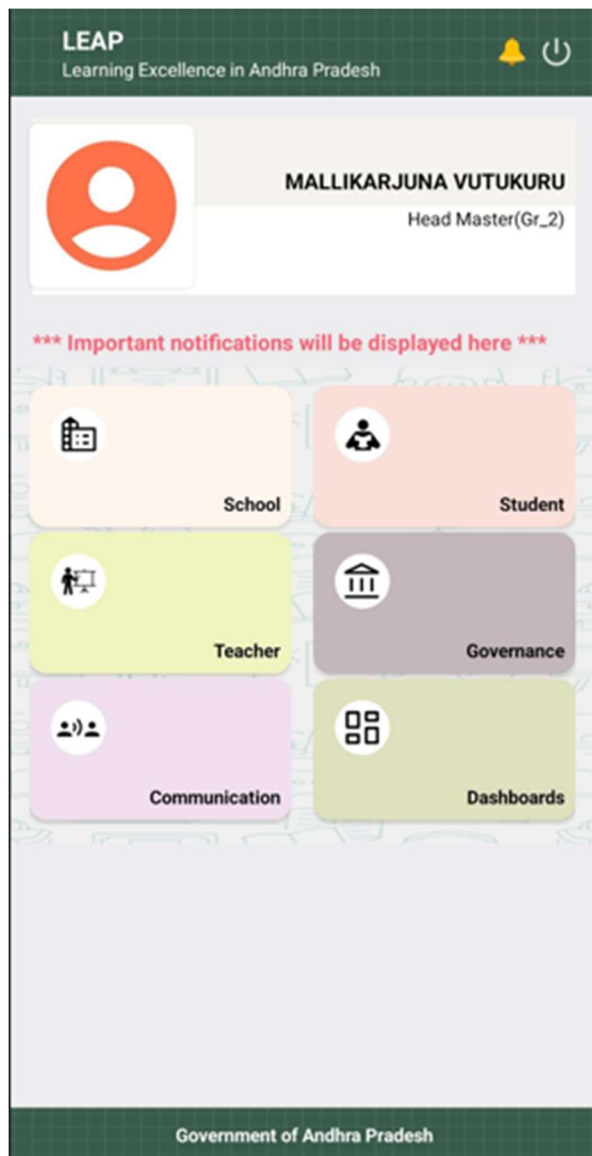 LEAP
Learning Excellence in Andhra Pradesh
MALLIKARJUNA VUTUKURU
Head Master(Gr_2)
*** Important notifications will be displayed here ***
School
Student
Teacher
Governance
Communication
Dashboards
Government of Andhra Pradesh